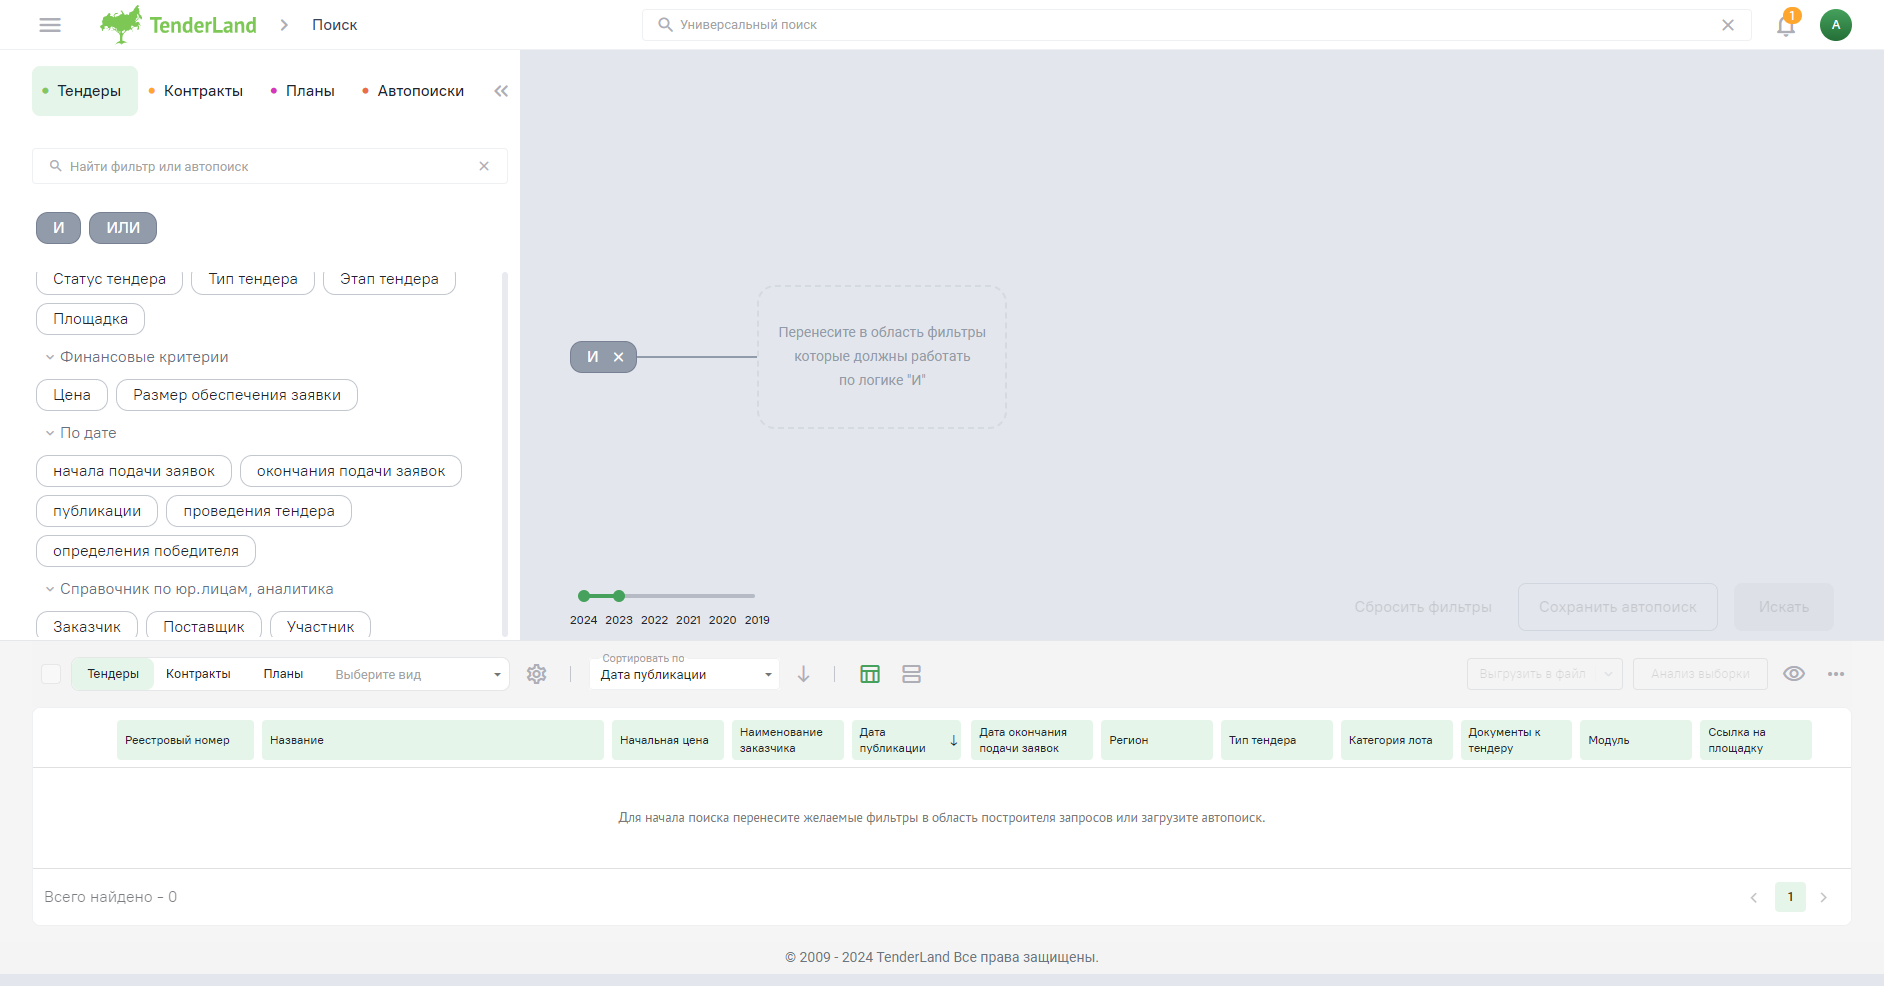 TenderLand
Поиск
Универсальный поиск
1
A
Тендеры
Контракты
Планы
Автопоиски
Найти фильтр или автопоиск
И
ИЛИ
Статус тендера
Тип тендера
Этап тендера
Площадка
Финансовые критерии
Цена
Размер обеспечения заявки
По дате
начала подачи заявок
окончания подачи заявок
публикации
проведения тендера
определения победителя
Справочник по юр.лицам, аналитика
Заказчик
Поставщик
Участник
И
Перенесите в область фильтры
которые должны работать
по логике "И"
2024 2023 2022 2021 2020 2019
Сбросить фильтры
Сохранить автопоиск
Искать
Тендеры
Контракты
Планы
Выберите вид
Сортировать по
Дата публикации
Выгрузить в файл
Анализ выборки
Реестровый номер
Название
Начальная цена
Наименование
заказчика
Дата
публикации
Дата окончания
подачи заявок
Регион
Тип тендера
Категория лота
Документы к
тендеру
Модуль
Ссылка на
площадку
Для начала поиска перенесите желаемые фильтры в область построителя запросов или загрузите автопоиск.
Всего найдено - 0
1
© 2009 - 2024 TenderLand Все права защищены.